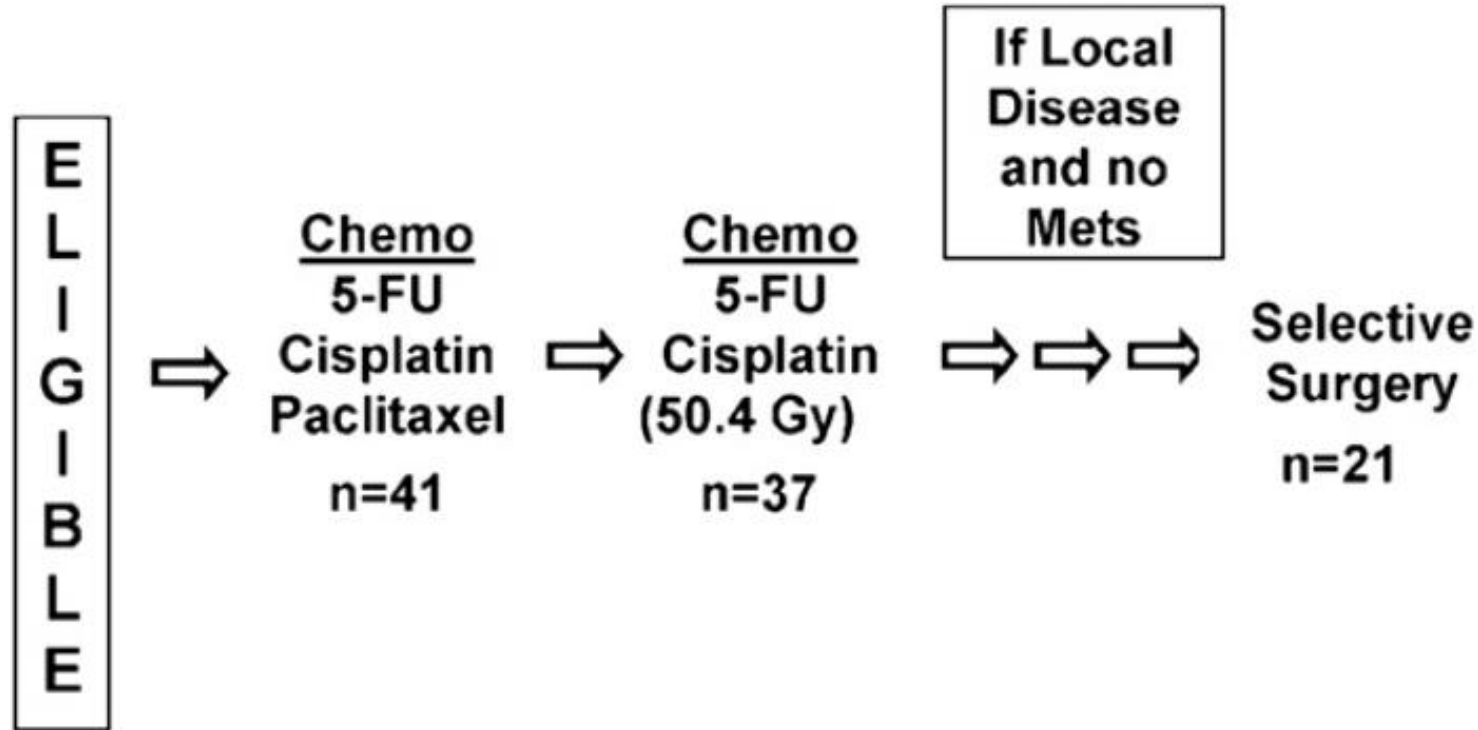 ELIGIBLE
Chemo
5-FU
Cisplatin
Paclitaxel
n=41
Chemo
5-FU
Cisplatin
(50.4 Gy)
n=37
If Local
Disease
and no
Mets
Selective
Surgery
n=21